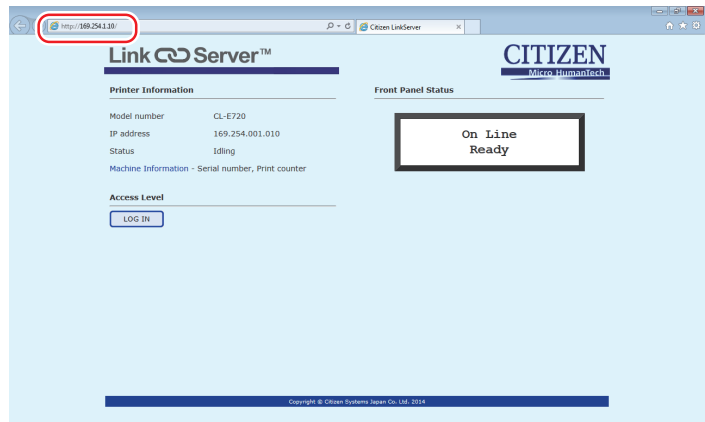 http://169.254.1.10/
Citizen LinkServer
Link Server™
CITIZEN
Micro HumanTech
Printer Information
Front Panel Status
Model number CL-E720
IP address 169.254.001.010
Status Idling
Machine Information - Serial number, Print counter
On Line
Ready
Access Level
LOG IN
Copyright © Citizen Systems Japan Co. Ltd. 2014